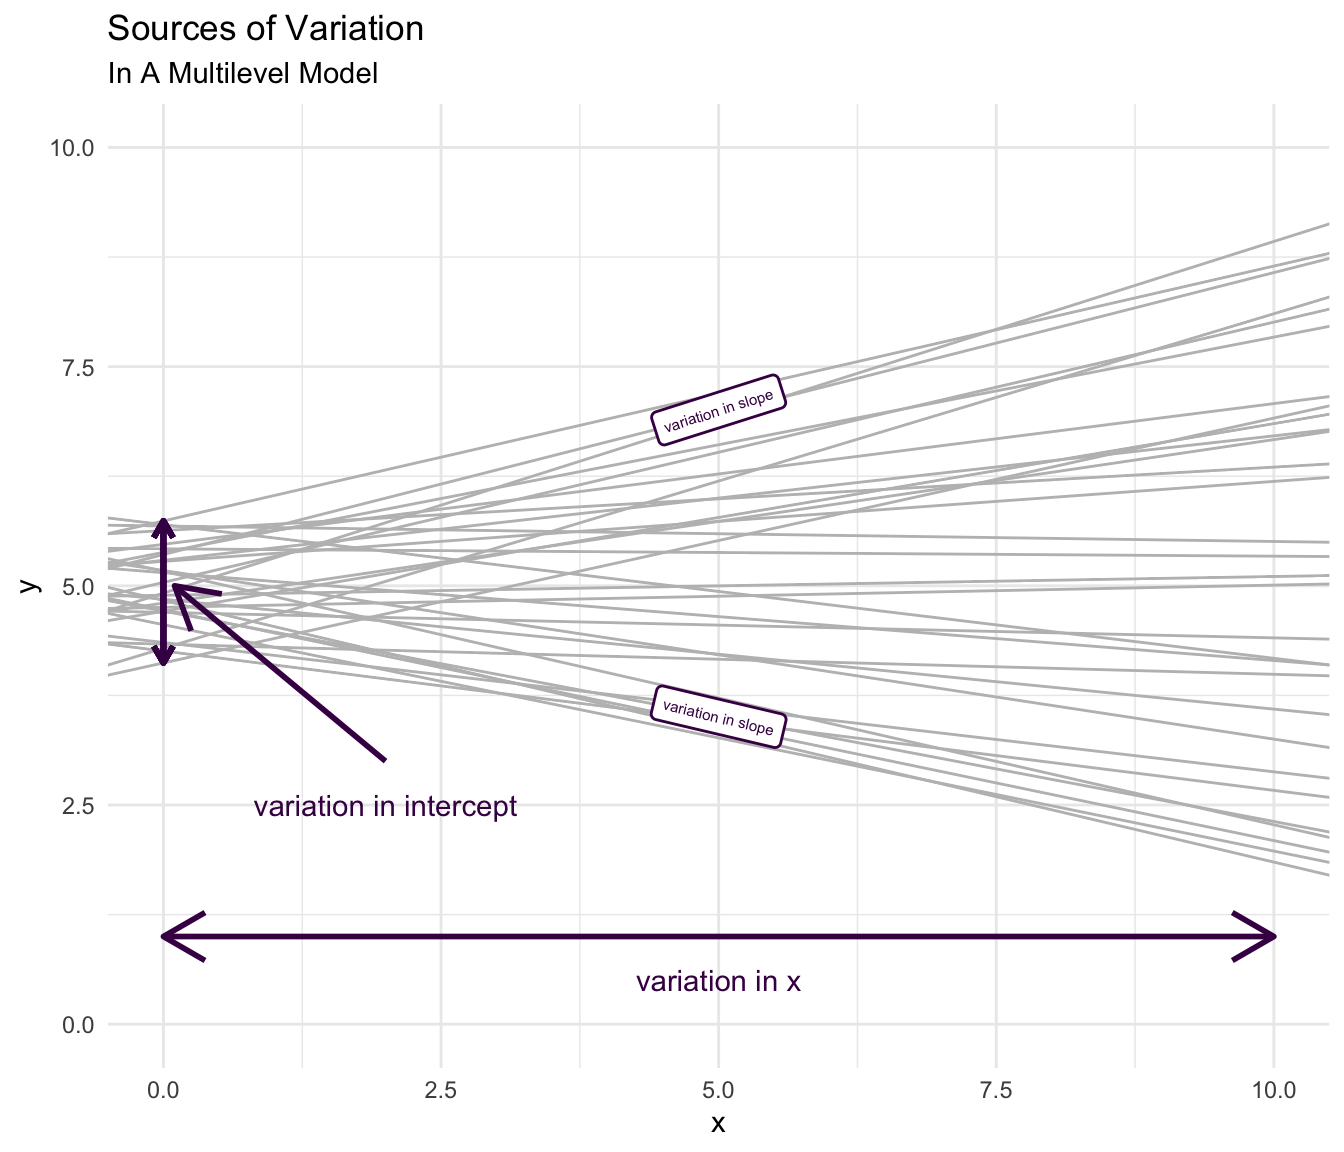 Sources of Variation
In A Multilevel Model
10.0
7.5
5.0
2.5
0.0
y
variation in slope
variation in slope
variation in intercept
variation in x
0.0 2.5 5.0 7.5 10.0
x